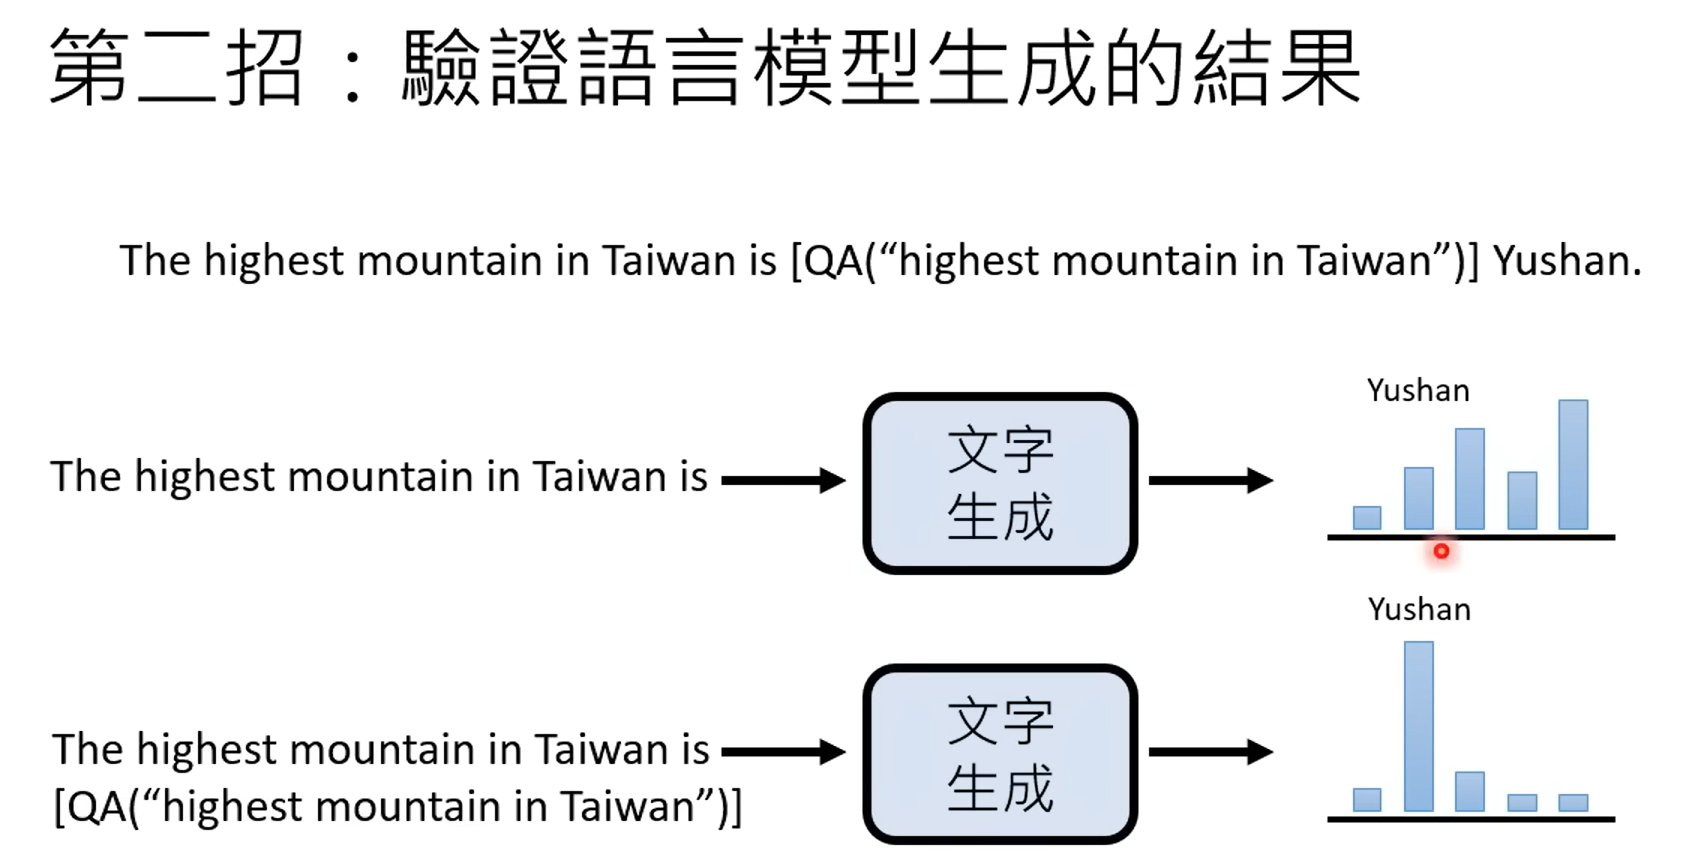 第二招：驗證語言模型生成的結果
The highest mountain in Taiwan is [QA(“highest mountain in Taiwan”)] Yushan.
Yushan
The highest mountain in Taiwan is
文字
生成
Yushan
The highest mountain in Taiwan is
[QA(“highest mountain in Taiwan”)]
文字
生成